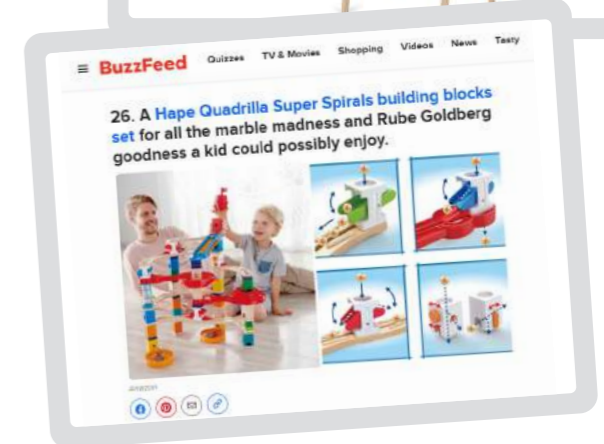 BuzzFeed Quizzes TV & Movies Shopping Videos News Tasty
26. A Hape Quadrilla Super Spirals building blocks
set for all the marble madness and Rube Goldberg
goodness a kid could possibly enjoy.
Amazon